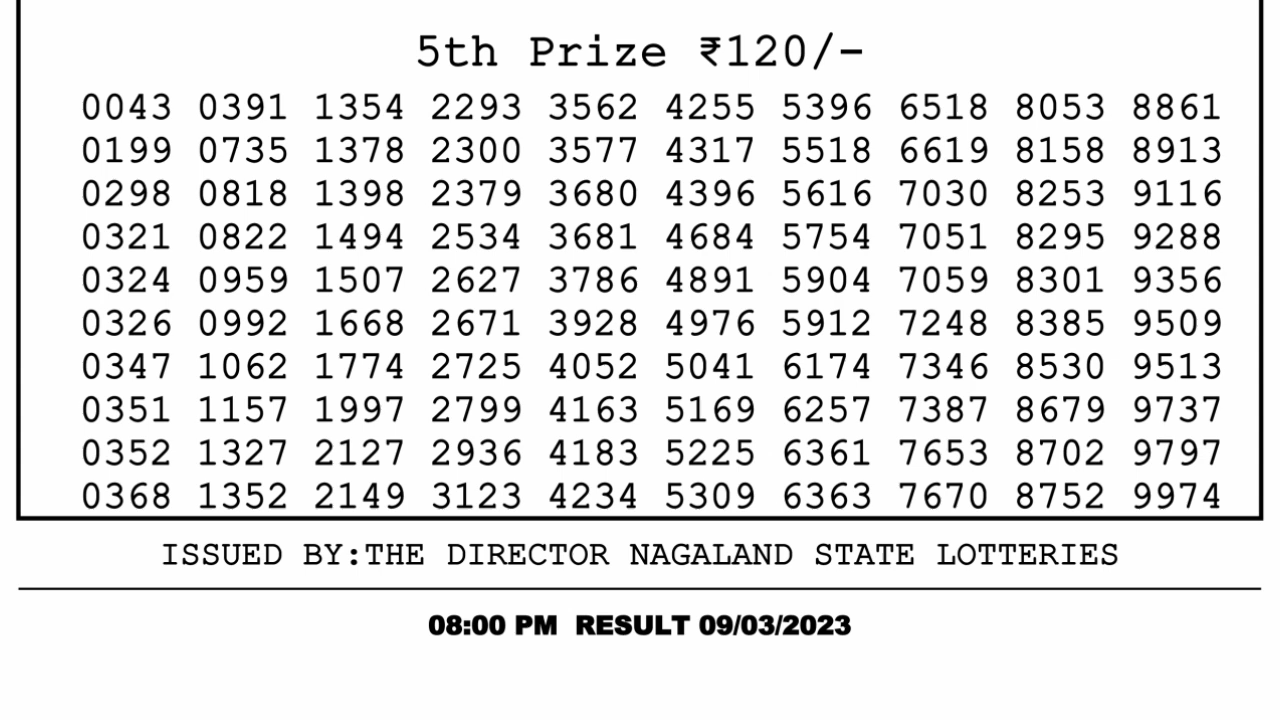 5th Prize ₹120/-
0043 0391 1354 2293 3562 4255 5396 6518 8053 8861
0199 0735 1378 2300 3577 4317 5518 6619 8158 8913
0298 0818 1398 2379 3680 4396 5616 7030 8253 9116
0321 0822 1494 2534 3681 4684 5754 7051 8295 9288
0324 0959 1507 2627 3786 4891 5904 7059 8301 9356
0326 0992 1668 2671 3928 4976 5912 7248 8385 9509
0347 1062 1774 2725 4052 5041 6174 7346 8530 9513
0351 1157 1997 2799 4163 5169 6257 7387 8679 9737
0352 1327 2127 2936 4183 5225 6361 7653 8702 9797
0368 1352 2149 3123 4234 5309 6363 7670 8752 9974
ISSUED BY:THE DIRECTOR NAGALAND STATE LOTTERIES
08:00 PM RESULT 09/03/2023